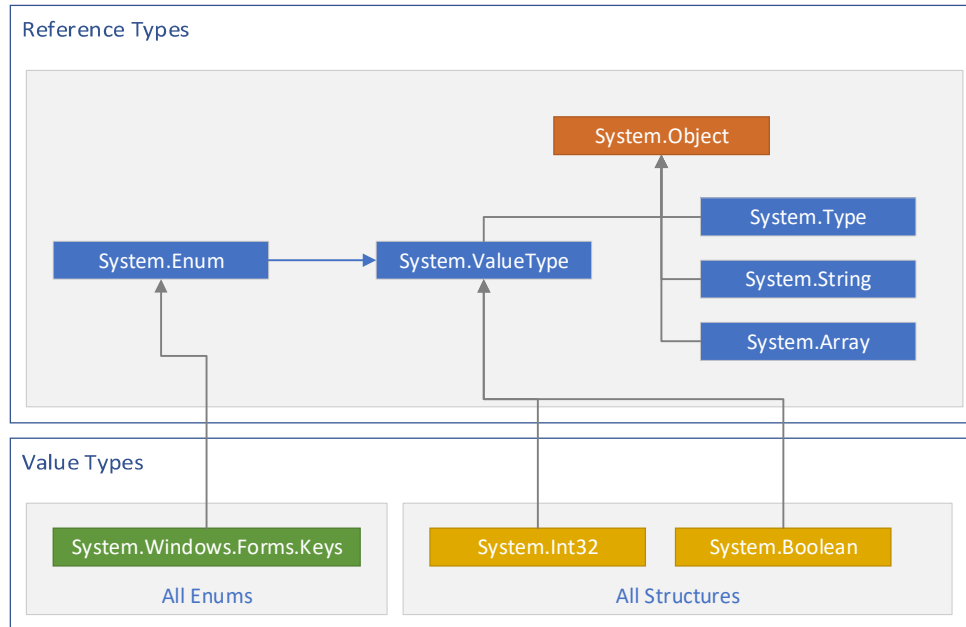 Reference Types
System.Object
System.Type
System.Enum
System.ValueType
System.String
System.Array
Value Types
System.Windows.Forms.Keys
System.Int32
System.Boolean
All Enums
All Structures